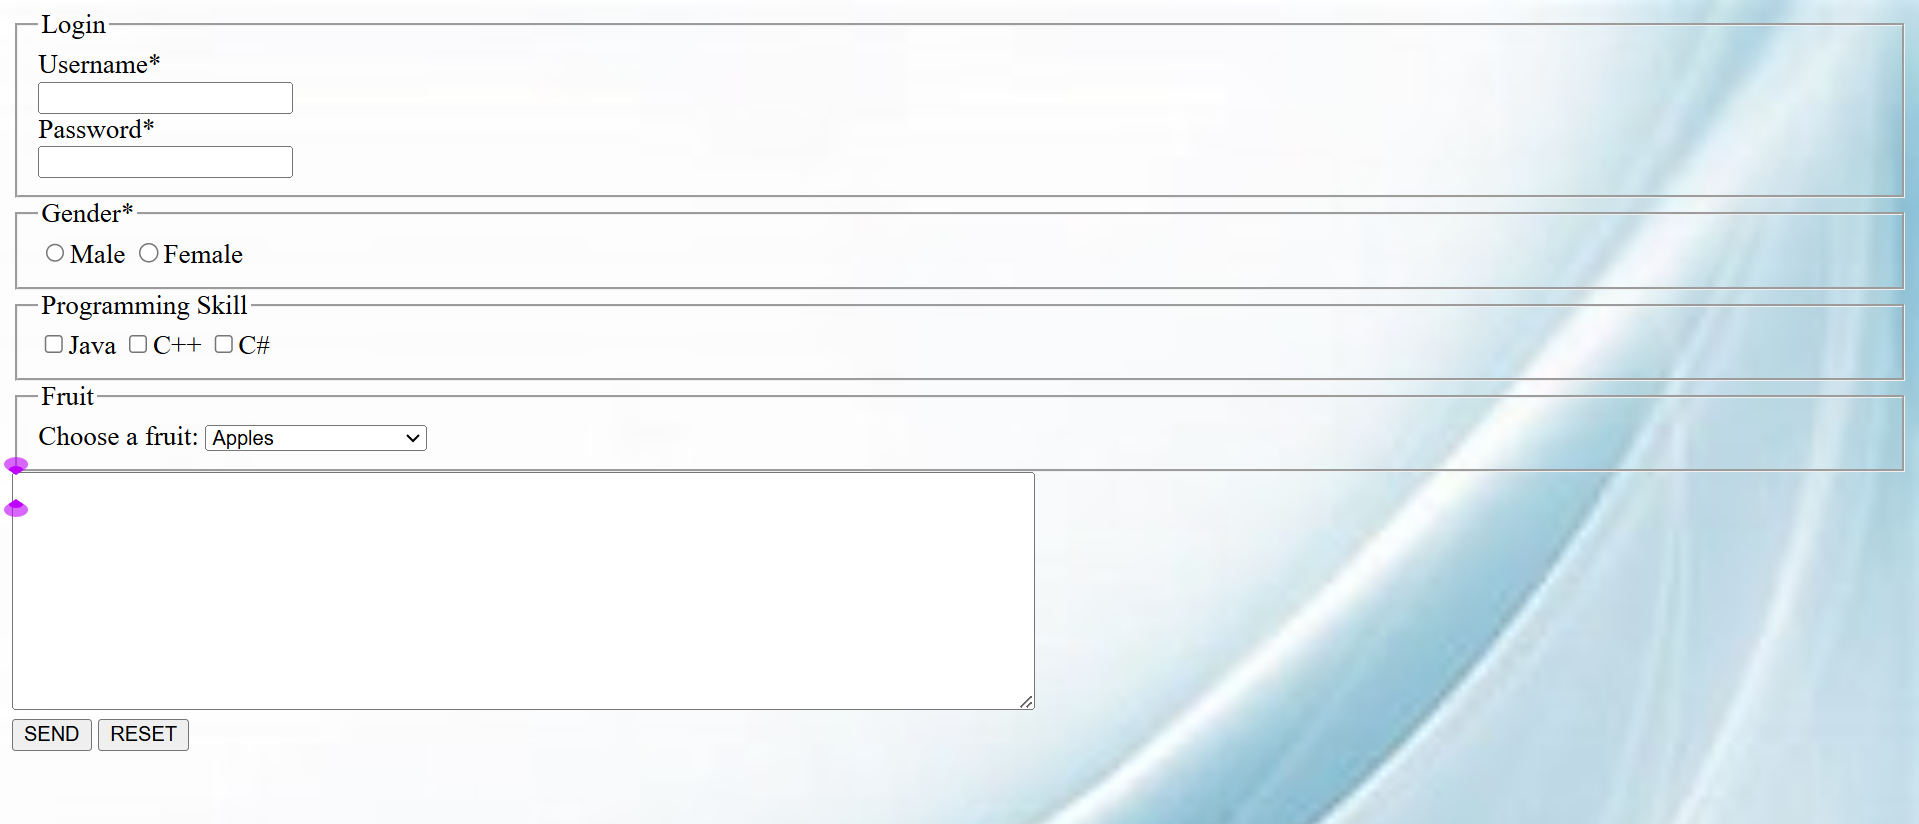 Login
Username*
Password*
Gender*
Male Female
Programming Skill
Java C++ C#
Fruit
Choose a fruit: Apples
SEND RESET